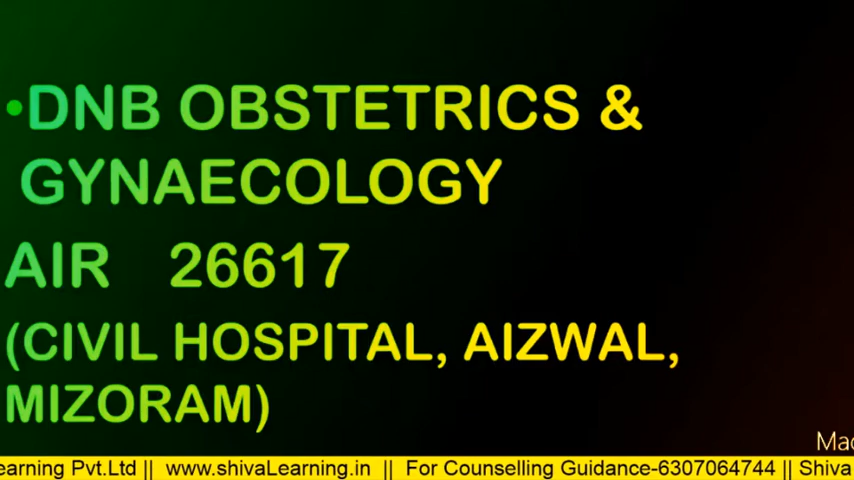 •DNB OBSTETRICS &
GYNAECOLOGY
AIR 26617
(CIVIL HOSPITAL, AIZWAL,
MIZORAM)
earning Pvt.Ltd || www.shivaLearning.in || For Counselling Guidance-6307064744 || Shiva